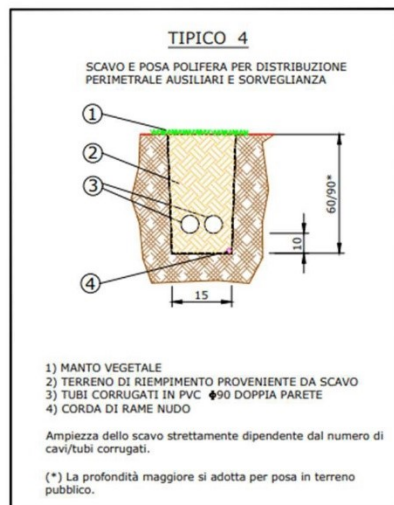 TIPICO 4
SCAVO E POSA POLIFERA PER DISTRIBUZIONE
PERIMETRALE AUSILIARI E SORVEGLIANZA
1
2
3
4
60/90*
10
15
1) MANTO VEGETALE
2) TERRENO DI RIEMPIMENTO PROVENIENTE DA SCAVO
3) TUBI CORRUGATI IN PVC Φ90 DOPPIA PARETE
4) CORDA DI RAME NUDO
Ampiezza dello scavo strettamente dipendente dal numero di
cavi/tubi corrugati.
(*) La profondità maggiore si adotta per posa in terreno
pubblico.